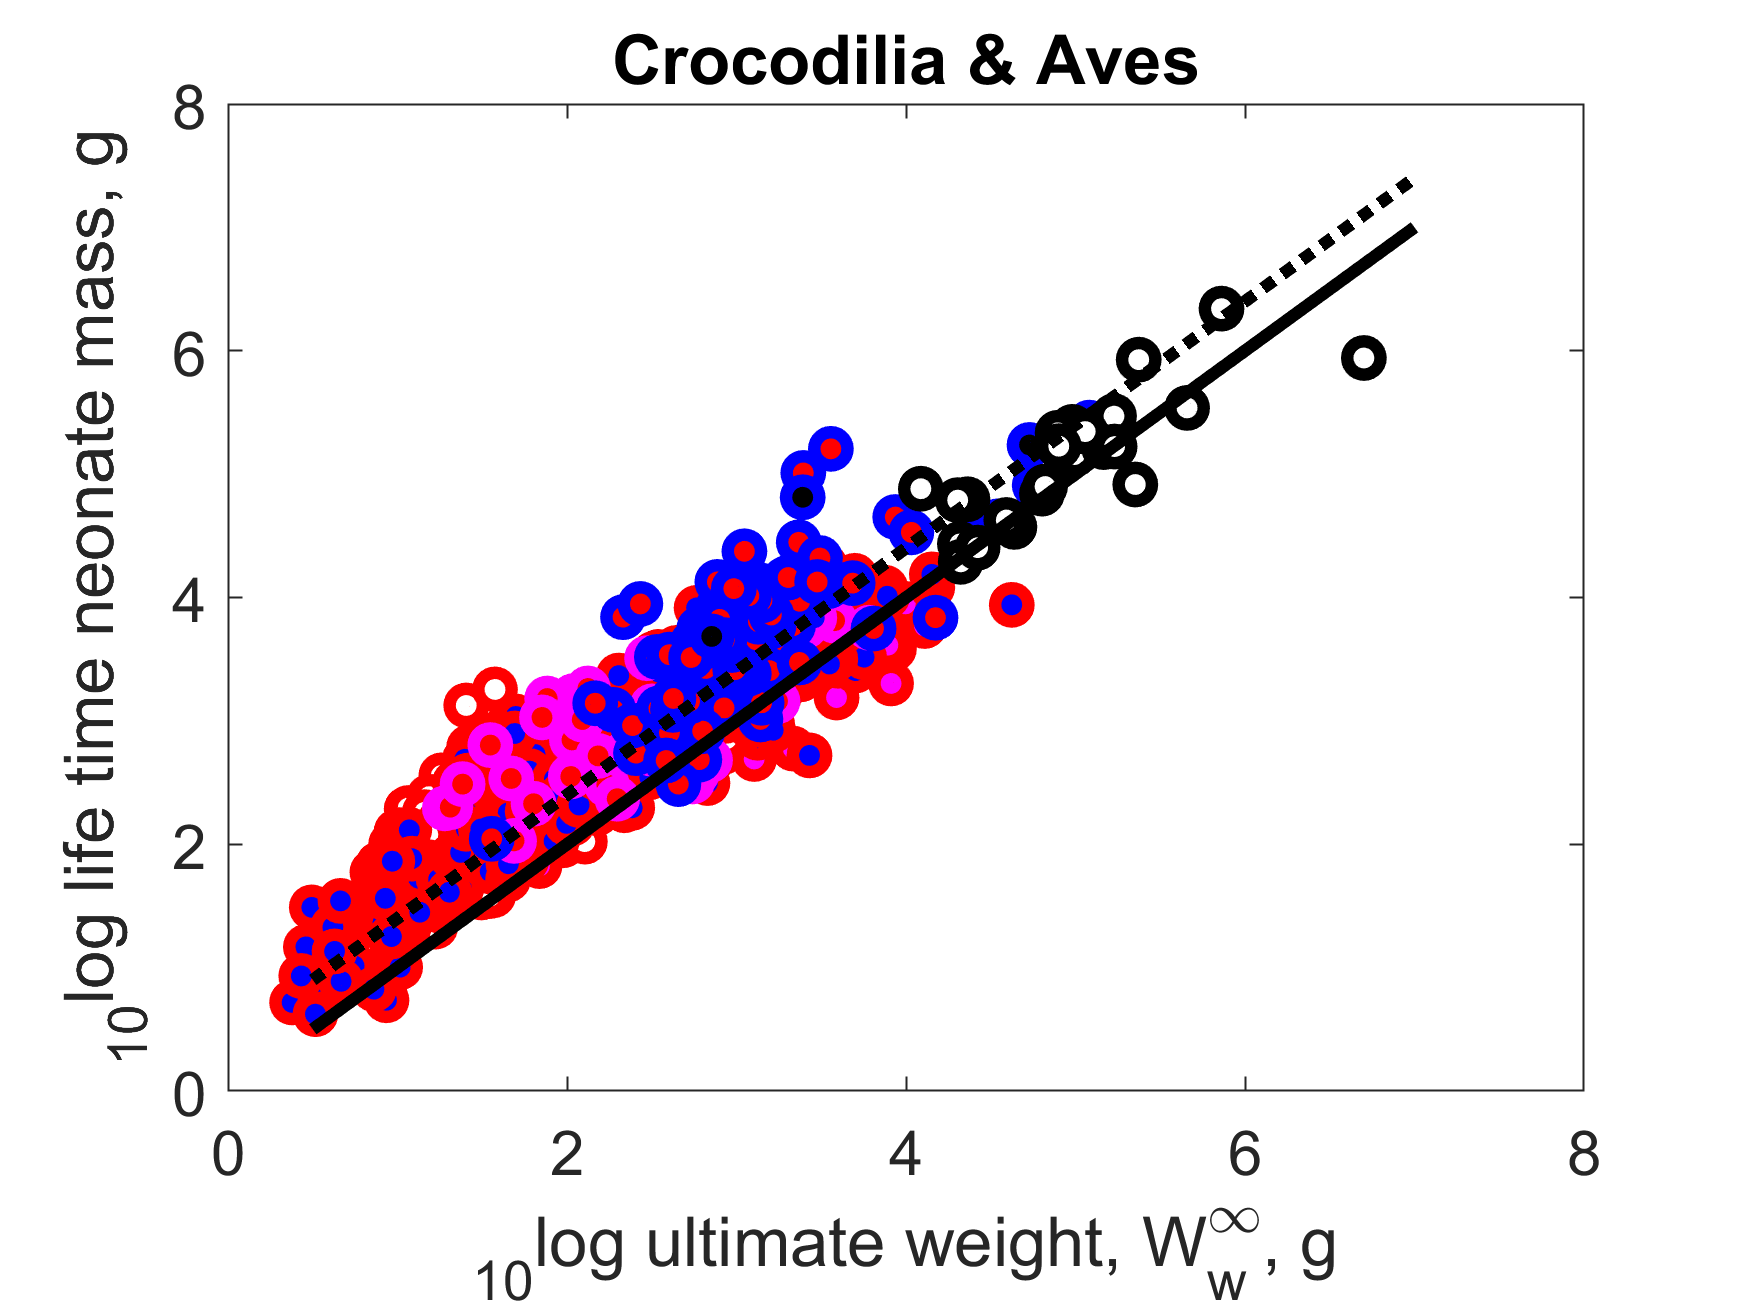 Crocodilia & Aves
8
6
4
2
0
10log life time neonate mass, g
0 2 4 6 8
10log ultimate weight, W∞w, g